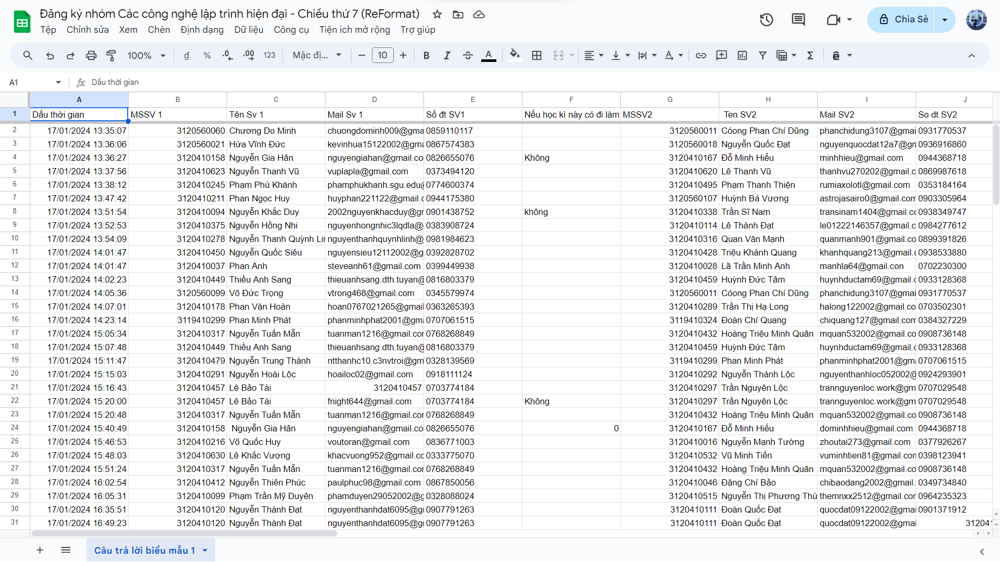 Đăng ký nhóm Các công nghệ lập trình hiện đại - Chiều thứ 7 (ReFormat)
Tệp Chỉnh sửa Xem Chèn Định dạng Dữ liệu Công cụ Tiện ích mở rộng Trợ giúp
Chia Sẻ
100% đ % .0 .00 123 Mặc đị... 10 B I A
A1 Dấu thời gian
A B C D E F G H I J
1 Dấu thời gian MSSV 1 Tên Sv 1 Mail Sv 1 Số đt SV1 Nếu học kì này có đi làm MSSV2 Ten SV2 Mail SV2 So dt SV2
2 17/01/2024 13:35:07 3120560060 Chương Do Minh chuongdominh009@gma 0859110117 3120560011 Cóong Phan Chí Dũng phanchidung3107@gmai 0931770537
3 17/01/2024 13:36:06 3120560021 Hứa Vĩnh Đức kevinhua15122002@gma 0867574383 3120560018 Nguyễn Quốc Đạt nguyenquocdat12a7@gm 0936916860
4 17/01/2024 13:36:27 3120410158 Nguyễn Gia Hân nguyengiahan@gmail.co 0826655076 Không 3120410167 Đỗ Minh Hiểu minhhieu@gmail.com 0944368718
5 17/01/2024 13:37:56 3120410623 Nguyễn Thanh Vũ vuplapla@gmail.com 0373494120 3120410620 Lê Thanh Vũ thanhvu270202@gmail.c 0869987618
6 17/01/2024 13:38:12 3120410245 Phạm Phú Khánh phamphukhanh.sgu.edu@ 0774600374 3120410495 Phạm Thanh Thiện rumiaxolotl@gmail.com 0353184164
7 17/01/2024 13:47:42 3120410211 Phan Ngọc Huy huyphan221122@gmail.c 0944175380 3120560107 Huỳnh Bá Vương astrojasairo0@gmail.com 0903305964
8 17/01/2024 13:51:54 3120410094 Nguyễn Khắc Duy 2002nguyenkhacduy@gm 0901438752 không 3120410338 Trần Sĩ Nam transinam1404@gmail.co 0938349747
9 17/01/2024 13:52:53 3120410375 Nguyễn Hồng Nhi nguyenhongnhic3lqdla@ 0383908724 3120410114 Lê Thành Đạt le01222146357@gmail.c 0984277612
10 17/01/2024 13:54:09 3120410278 Nguyễn Thanh Quỳnh Lin nguyenthanhquynhlinh@ 0981984623 3120410316 Quan Văn Mạnh quanmanh901@gmail.co 0899391826
11 17/01/2024 14:01:47 3120410450 Nguyễn Quốc Siêu nguyensieu12112002@g 0392828702 3120410428 Triệu Khánh Quang khanhquang213@gmail.c 0938533880
12 17/01/2024 14:01:47 3120410037 Phan Anh steveanh61@gmail.com 0399449938 3120410028 Lã Trần Minh Anh manhla64@gmail.con 0702230300
13 17/01/2024 14:02:23 3120410449 Thiều Anh Sang thieuanhsang.dth.tuyan@ 0816803379 3120410459 Huỳnh Đức Tâm huynhductam69@gmail.c 0933128368
14 17/01/2024 14:05:36 3120560099 Võ Đức Trọng vtrong468@gmail.com 0345579974 3120560011 Cóong Phan Chí Dũng phanchidung3107@gmai 0931770537
15 17/01/2024 14:07:01 3120410178 Phan Văn Hoàn hoan0767021265@gmail 0363265393 3120410289 Trần Thị Hạ Long halong122002@gmail.co 0703502301
16 17/01/2024 14:23:14 3119410299 Phan Minh Phát phanminhphat2001@gma 0707061515 3119410324 Đoàn Chí Quang chiquang127@gmail.com 0384327229
17 17/01/2024 15:05:34 3120410317 Nguyễn Tuấn Mẫn tuanman1216@gmail.com 0768268849 3120410432 Hoàng Triệu Minh Quân mquan532002@gmail.co 0908736148
18 17/01/2024 15:07:48 3120410449 Thiều Anh Sang thieuanhsang.dth.tuyan@ 0816803379 3120410459 Huỳnh Đức Tâm huynhductam69@gmail.c 0933128368
19 17/01/2024 15:11:47 3120410479 Nguyễn Trung Thành ntthanhc10.c3nvtroi@gm 0328139569 3119410299 Phan Minh Phát phanminhphat2001@gma 0707061515
20 17/01/2024 15:15:03 3120410291 Nguyễn Hoài Lộc hoailoc02@gmail.com 0918111124 3120410292 Nguyễn Thành Lộc nguyenthanhloc052002@ 0924293901
21 17/01/2024 15:16:43 3120410457 Lê Bảo Tài 3120410457 0703774184 3120410297 Trần Nguyên Lộc trannguyenloc.work@gm 0707029548
22 17/01/2024 15:20:00 3120410457 Lê Bảo Tài fnight644@gmail.com 0703774184 Không 3120410297 Trần Nguyên Lộc trannguyenloc.work@gm 0707029548
23 17/01/2024 15:20:48 3120410317 Nguyễn Tuấn Mẫn tuanman1216@gmail.com 0768268849 3120410432 Hoàng Triệu Minh Quân mquan532002@gmail.co 0908736148
24 17/01/2024 15:40:49 3120410158 Nguyễn Gia Hân nguyengiahan@gmail.co 0826655076 0 3120410167 Đỗ Minh Hiếu dominhhieu@gmail.com 0944368718
25 17/01/2024 15:46:53 3120410216 Võ Quốc Huy voutoran@gmail.com 0836771003 3120410016 Nguyễn Mạnh Tường zhoutai273@gmail.com 0377926267
26 17/01/2024 15:48:03 3120410630 Lê Khắc Vượng khacvuong952@gmail.co 0333775070 3120410532 Vũ Minh Tiến vuminhtien81@gmail.com 0398123941
27 17/01/2024 15:51:24 3120410317 Nguyễn Tuấn Mẫn tuanman1216@gmail.com 0768268849 3120410432 Hoàng Triệu Minh Quân mquan532002@gmail.co 0908736148
28 17/01/2024 16:02:54 3120410412 Nguyễn Thiên Phúc paulphuc98@gmail.com 0867850056 3120410046 Đặng Chí Bảo chibaodang2002@gmail. 0349734840
29 17/01/2024 16:05:31 3120410099 Phạm Trần Mỹ Duyên phamduyen29052002@g 0328088024 3120410515 Nguyễn Thị Phương Thù themnxx2512@gmail.com 0964235323
30 17/01/2024 16:35:51 3120410120 Nguyễn Thành Đạt nguyenthanhdat6095@gm 0907791263 3120410111 Đoàn Quốc Đạt quocdat09122002@gmai 0901371912
31 17/01/2024 16:49:23 3120410120 Nguyễn Thành Đạt nguyenthanhdat6095@gm 0907791263 3120410111 Đoàn Quốc Đạt quocdat09122002@gmai 31204
Câu trả lời biểu mẫu 1